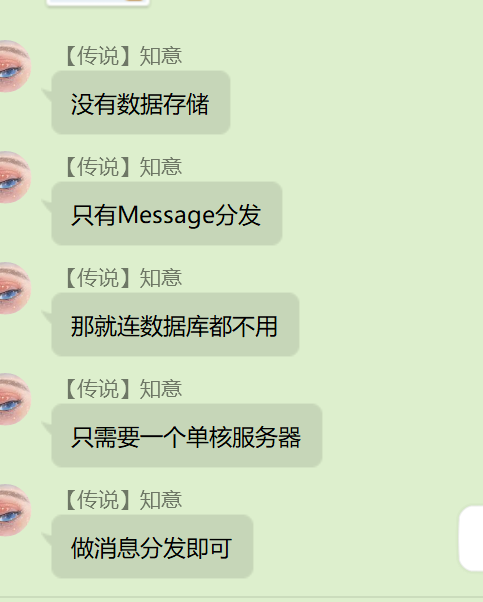 【传说】知意
没有数据存储
【传说】知意
只有Message分发
【传说】知意
那就连数据库都不用
【传说】知意
只需要一个单核服务器
【传说】知意
做消息分发即可